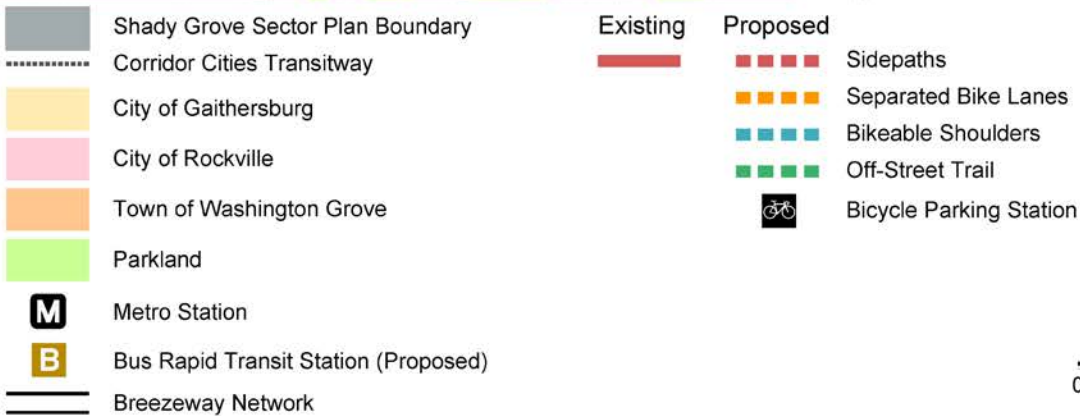 Shady Grove Sector Plan Boundary
Corridor Cities Transitway
City of Gaithersburg
City of Rockville
Town of Washington Grove
Parkland
M Metro Station
B Bus Rapid Transit Station (Proposed)
Breezeway Network
Existing Proposed
Sidepaths
Separated Bike Lanes
Bikeable Shoulders
Off-Street Trail
Bicycle Parking Station